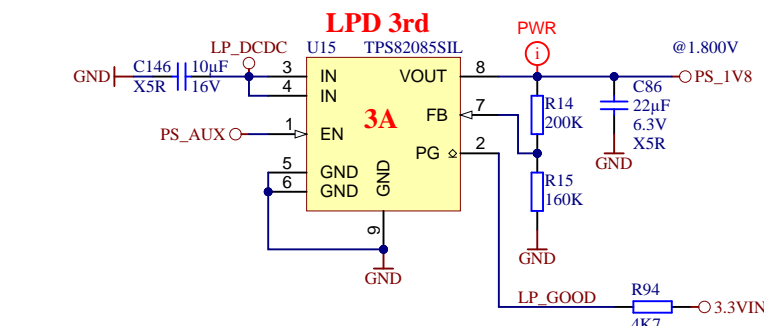 LPD 3rd
PWR
LP_DCDC
U15
TPS82085SIL
@1.800V
C146
10µF
GND
X5R
16V
3
IN
VOUT
8
PS_1V8
4
IN
C86
22µF
6.3V
X5R
GND
7
FB
R14
200K
3A
PS_AUX
1
EN
PG
2
5
GND
6
GND
GND
R15
160K
9
GND
GND
LP_GOOD
R94
3.3VIN
4K7